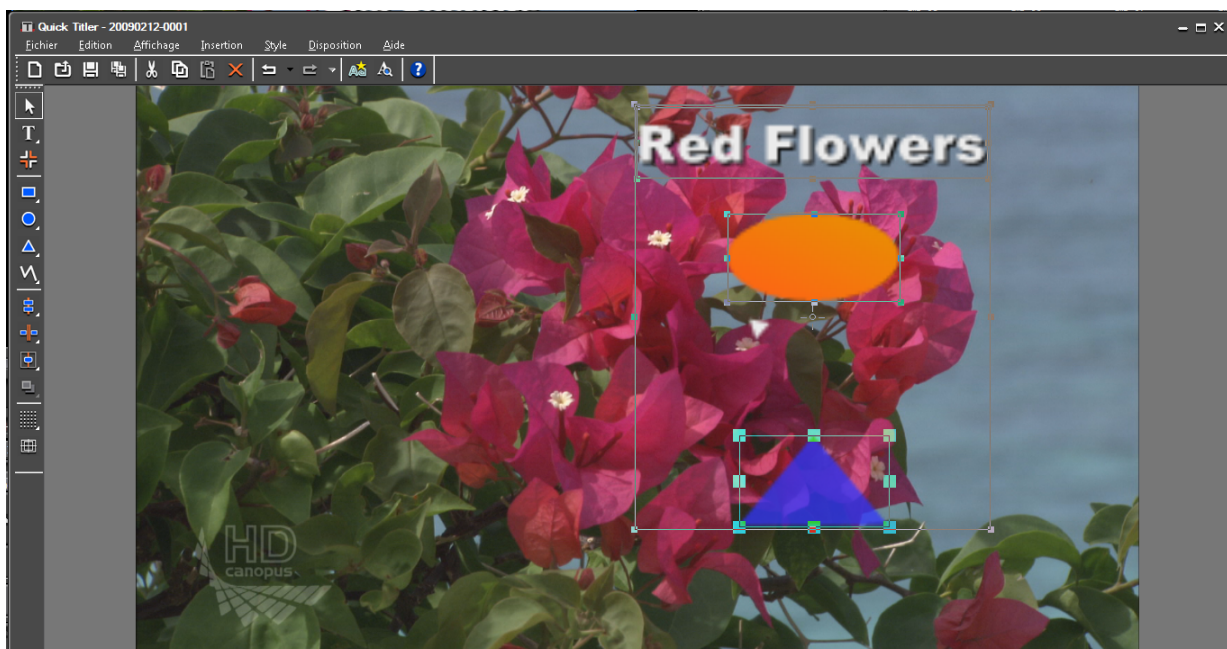 Quick Titler - 20090212-0001
Fichier Edition Affichage Insertion Style Disposition Aide
Red Flowers
HD
canopus